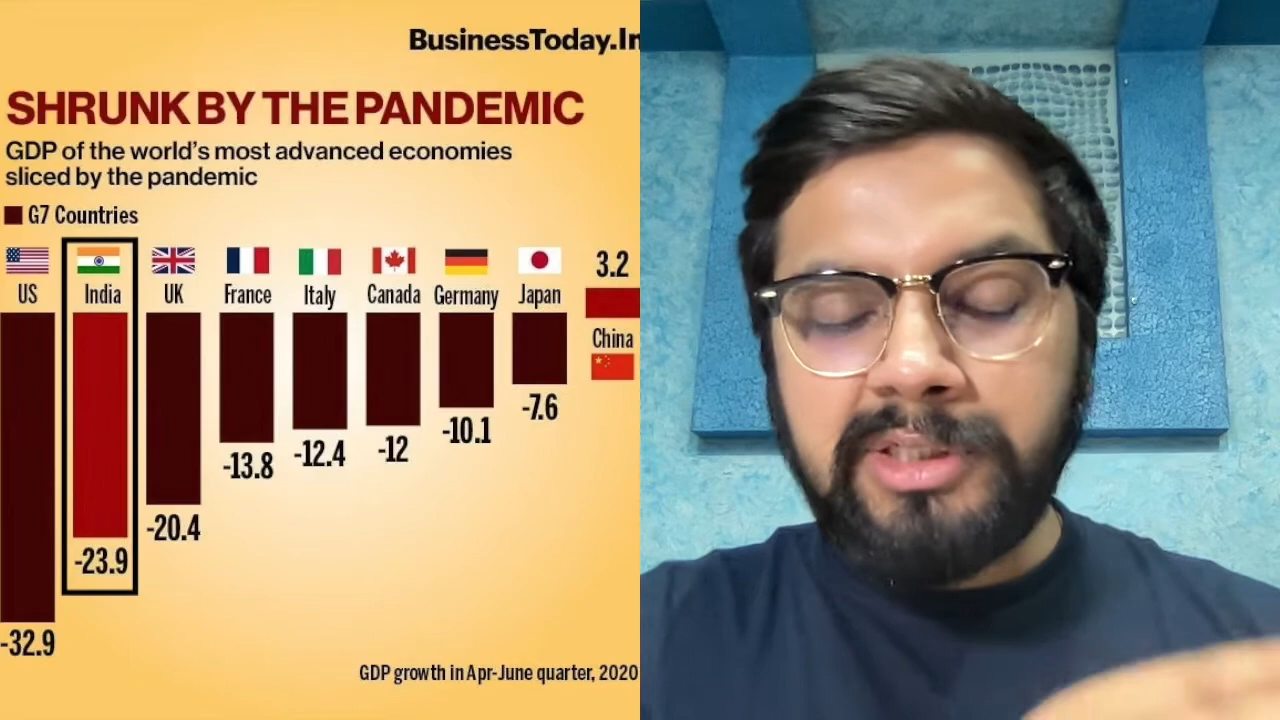 BusinessToday.In
SHRUNK BY THE PANDEMIC
GDP of the world's most advanced economies
sliced by the pandemic
G7 Countries
US
India
UK
France
Italy
Canada
Germany
Japan
3.2
China
-32.9
-23.9
-20.4
-13.8
-12.4
-12
-10.1
-7.6
GDP growth in Apr-June quarter, 2020